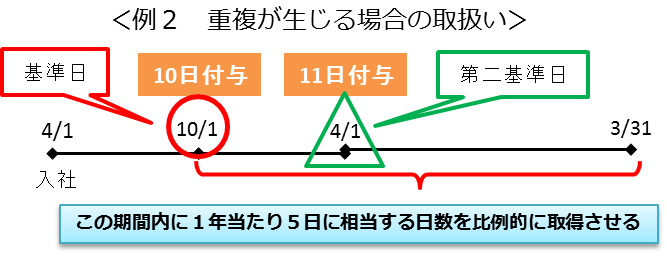 ＜例２　重複が生じる場合の取扱い＞
基準日
10日付与
11日付与
第二基準日
4/1
10/1
4/1
3/31
入社
この期間内に１年当たり５日に相当する日数を比例的に取得させる